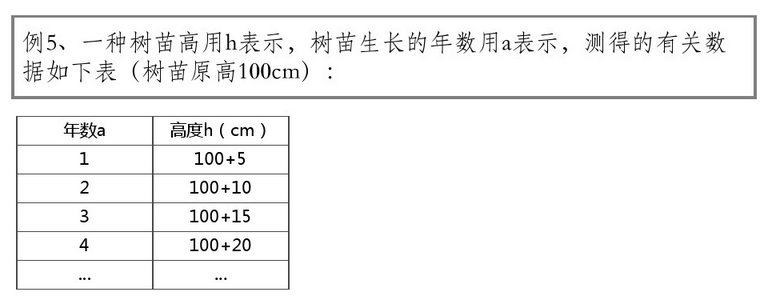 例5、一种树苗高用h表示，树苗生长的年数用a表示，测得的有关数
据如下表（树苗原高100cm）：
年数a 高度h（cm）
1 100+5
2 100+10
3 100+15
4 100+20
... ...